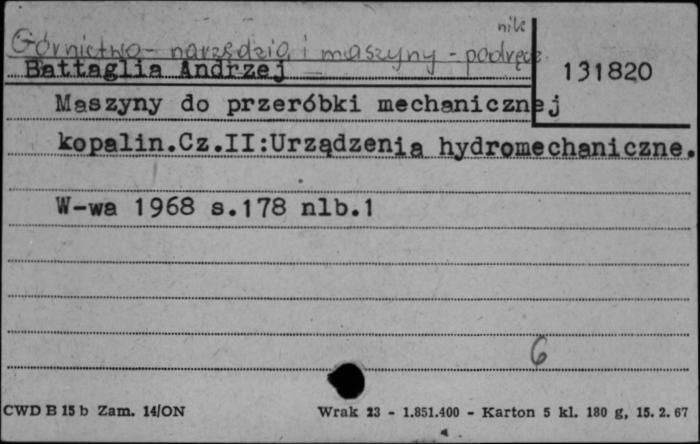 Górnictwo - narzędzia i maszyny - podręcz
nik
Battaglia Andrzej
131820
Maszyny do przeróbki mechanicznej
kopalin.Cz.II:Urządzenia hydromechaniczne.
W-wa 1968 s.178 nlb.1
6
CWD B 15 b Zam. 14/ON
Wrak 23 - 1.851.400 - Karton 5 kl. 180 g, 15. 2. 67